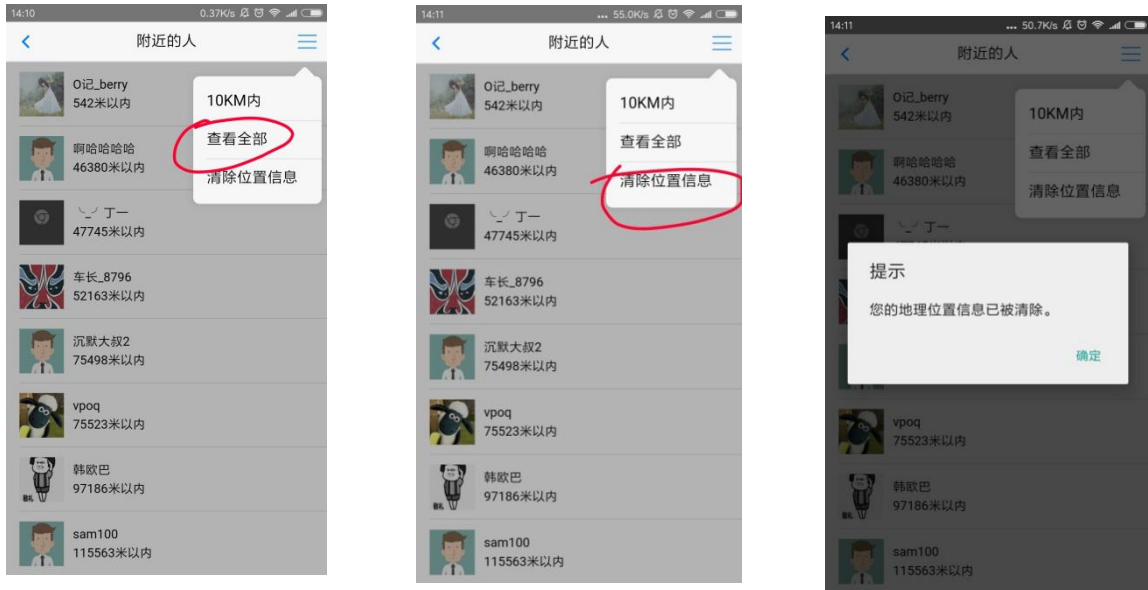 14:10 0.37K/s
附近的人
O记_berry
542米以内
10KM内
查看全部
清除位置信息
啊哈哈哈哈
46380米以内
╰_╯丁一
47745米以内
车长_8796
52163米以内
沉默大叔2
75498米以内
vpoq
75523米以内
韩欧巴
97186米以内
sam100
115563米以内
14:11 ... 55.0K/s
附近的人
O记_berry
542米以内
10KM内
查看全部
清除位置信息
啊哈哈哈哈
46380米以内
╰_╯丁一
47745米以内
车长_8796
52163米以内
沉默大叔2
75498米以内
vpoq
75523米以内
韩欧巴
97186米以内
sam100
115563米以内
14:11 ... 50.7K/s
附近的人
O记_berry
542米以内
10KM内
查看全部
清除位置信息
啊哈哈哈哈
46380米以内
╰_╯丁一
提示
您的地理位置信息已被清除。
确定
vpoq
75523米以内
韩欧巴
97186米以内
sam100
115563米以内